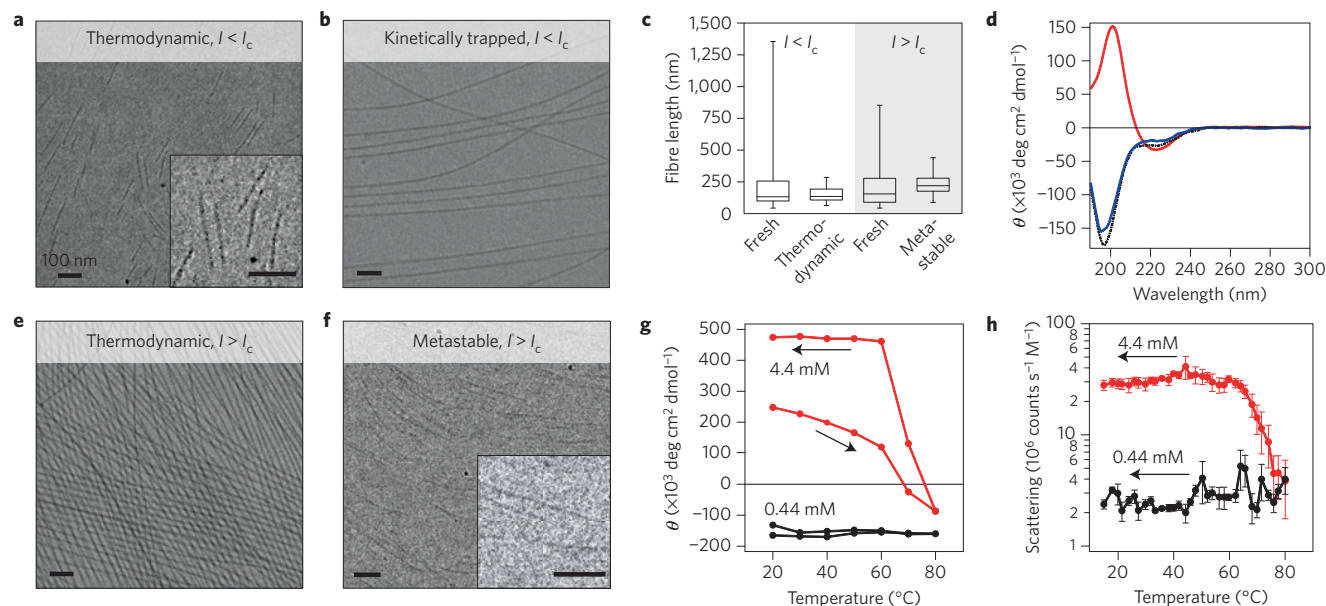 a
Thermodynamic, I < Ic
100 nm
b
Kinetically trapped, I < Ic
c
Fibre length (nm)
1,500
1,250
1,000
750
500
250
0
I < Ic
I > Ic
Fresh
Thermo-
dynamic
Fresh
Meta-
stable
d
θ (×10³ deg cm² dmol⁻¹)
150
100
50
0
−50
−100
−150
200 220 240 260 280 300
Wavelength (nm)
e
Thermodynamic, I > Ic
f
Metastable, I > Ic
g
θ (×10³ deg cm² dmol⁻¹)
500
400
300
200
100
0
−100
−200
4.4 mM
0.44 mM
20 40 60 80
Temperature (°C)
h
Scattering (10⁶ counts s⁻¹ M⁻¹)
100
8
6
4
2
10
8
6
4
2
1
4.4 mM
0.44 mM
20 40 60 80
Temperature (°C)